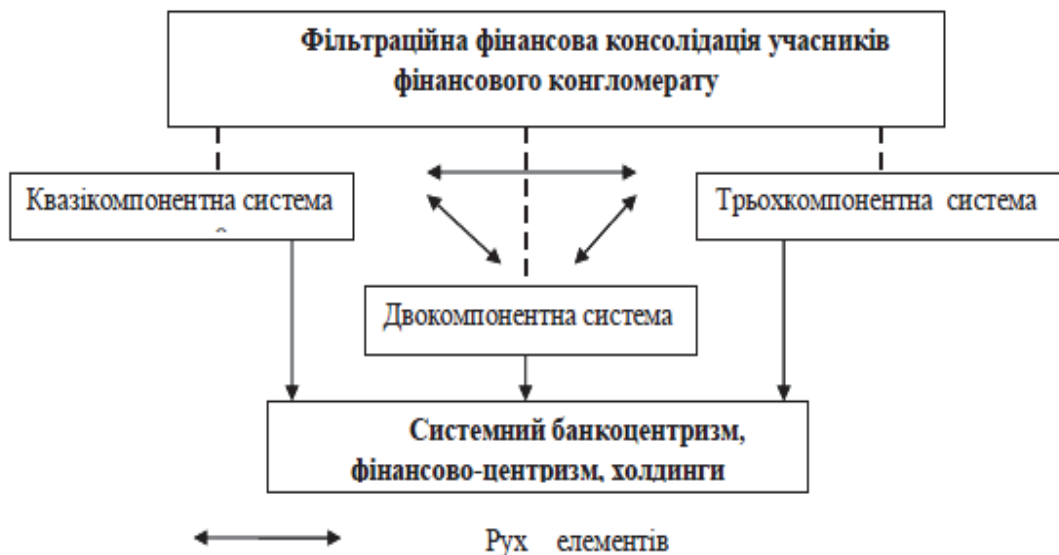 Фільтраційна фінансова консолідація учасників
фінансового конгломерату
Квазікомпонентна система
Трьохкомпонентна система
Двокомпонентна система
Системний банкоцентризм,
фінансово-центризм, холдинги
Рух елементів